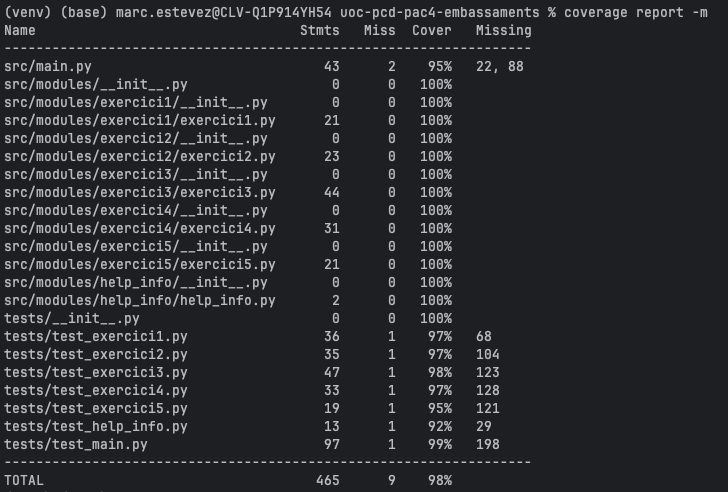 (venv) (base) marc.estevez@CLV-Q1P914YH54 uoc-pcd-pac4-embassaments % coverage report -m
Name                                 Stmts   Miss  Cover   Missing
------------------------------------------------------------------
src/main.py                             43      2    95%   22, 88
src/modules/__init__.py                  0      0   100%
src/modules/exercici1/__init__.py        0      0   100%
src/modules/exercici1/exercici1.py      21      0   100%
src/modules/exercici2/__init__.py        0      0   100%
src/modules/exercici2/exercici2.py      23      0   100%
src/modules/exercici3/__init__.py        0      0   100%
src/modules/exercici3/exercici3.py      44      0   100%
src/modules/exercici4/__init__.py        0      0   100%
src/modules/exercici4/exercici4.py      31      0   100%
src/modules/exercici5/__init__.py        0      0   100%
src/modules/exercici5/exercici5.py      21      0   100%
src/modules/help_info/__init__.py        0      0   100%
src/modules/help_info/help_info.py       2      0   100%
tests/__init__.py                        0      0   100%
tests/test_exercici1.py                 36      1    97%   68
tests/test_exercici2.py                 35      1    97%   104
tests/test_exercici3.py                 47      1    98%   123
tests/test_exercici4.py                 33      1    97%   128
tests/test_exercici5.py                 19      1    95%   121
tests/test_help_info.py                 13      1    92%   29
tests/test_main.py                      97      1    99%   198
------------------------------------------------------------------
TOTAL                                  465      9    98%